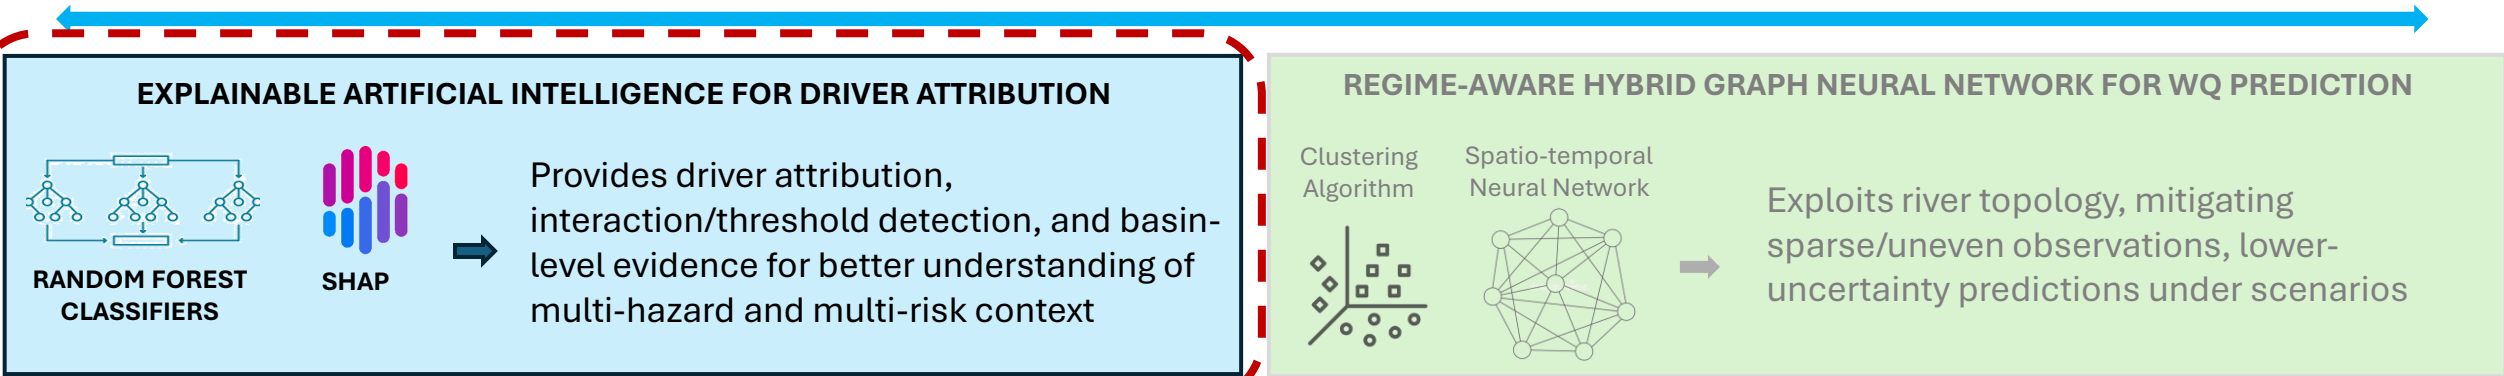 EXPLAINABLE ARTIFICIAL INTELLIGENCE FOR DRIVER ATTRIBUTION
RANDOM FOREST
CLASSIFIERS
SHAP
Provides driver attribution,
interaction/threshold detection, and basin-
level evidence for better understanding of
multi-hazard and multi-risk context
REGIME-AWARE HYBRID GRAPH NEURAL NETWORK FOR WQ PREDICTION
Clustering
Algorithm
Spatio-temporal
Neural Network
Exploits river topology, mitigating
sparse/uneven observations, lower-
uncertainty predictions under scenarios